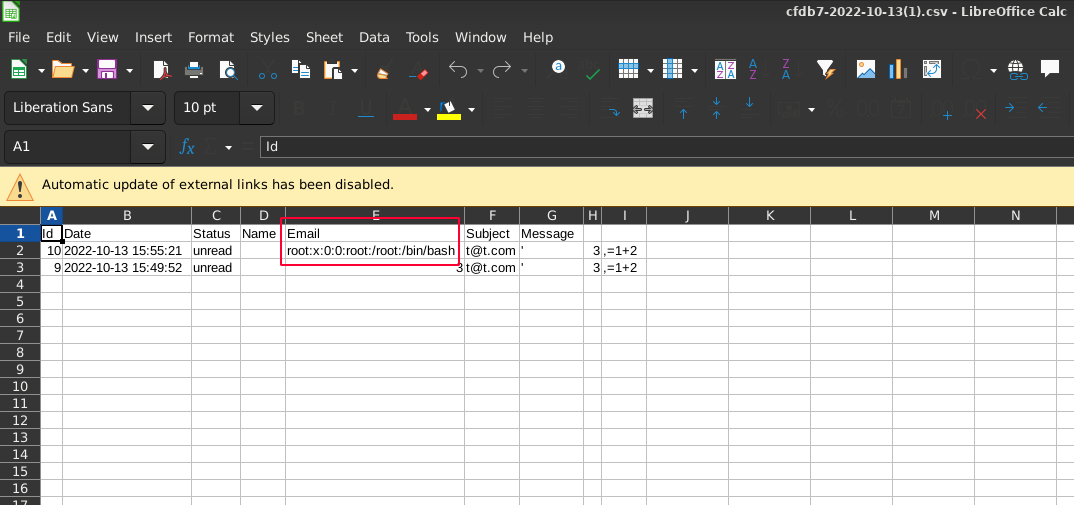 cfdb7-2022-10-13(1).csv - LibreOffice Calc
File Edit View Insert Format Styles Sheet Data Tools Window Help
Liberation Sans 10 pt
A1 fx Id
Automatic update of external links has been disabled.
A B C D E F G H I J K L M N
1 Id Date Status Name Email Subject Message
2 10 2022-10-13 15:55:21 unread root:x:0:0:root:/root:/bin/bash t@t.com ' 3 ,=1+2
3 9 2022-10-13 15:49:52 unread 3 t@t.com ' 3 ,=1+2
4
5
6
7
8
9
10
11
12
13
14
15
16
17